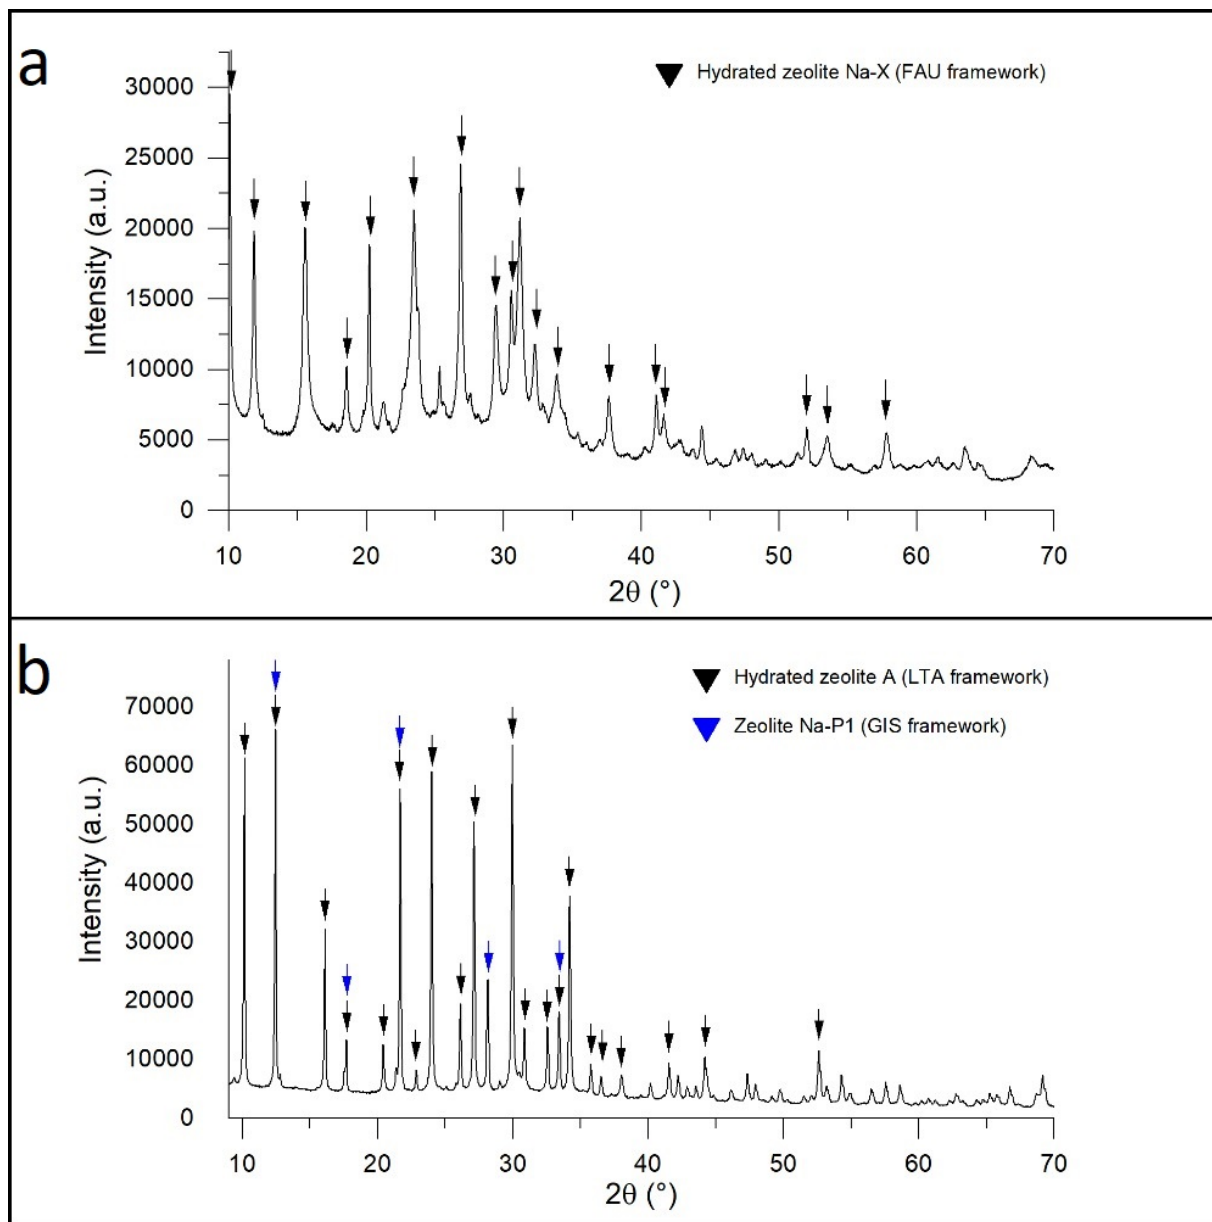 a
Hydrated zeolite Na-X (FAU framework)
Intensity (a.u.)
30000
25000
20000
15000
10000
5000
0
10 20 30 40 50 60 70
2θ (°)
b
Hydrated zeolite A (LTA framework)
Zeolite Na-P1 (GIS framework)
Intensity (a.u.)
70000
60000
50000
40000
30000
20000
10000
0
10 20 30 40 50 60 70
2θ (°)